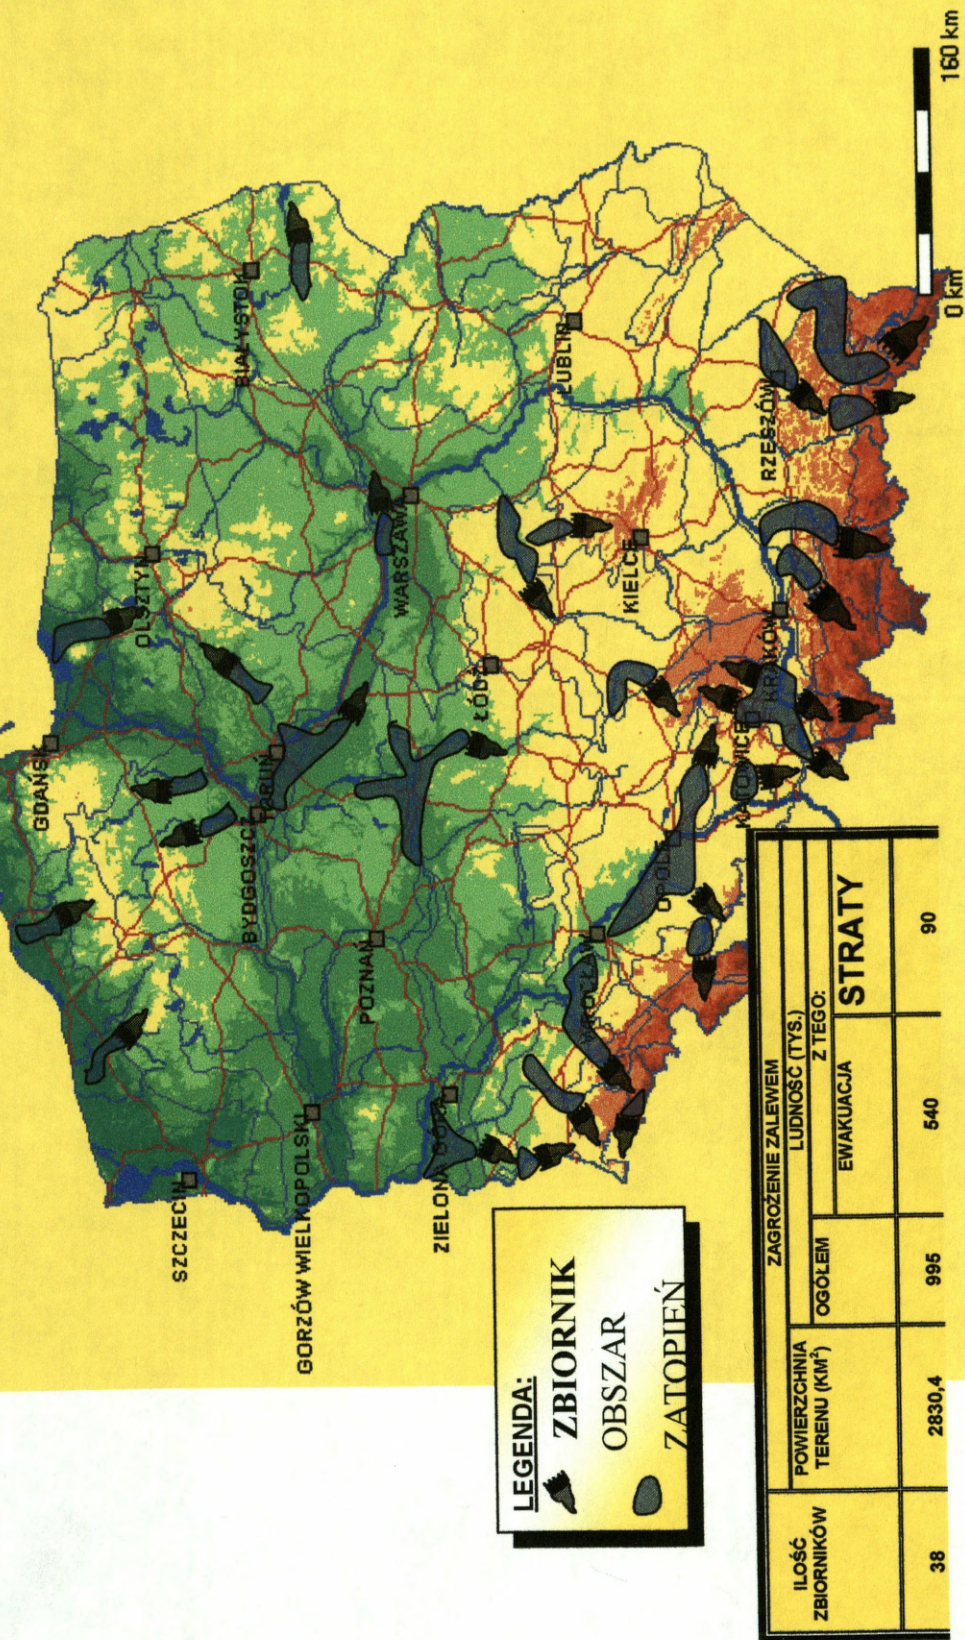 GDAŃSK
OLSZTYN
BIAŁYSTOK
SZCZECIN
BYDGOSZCZ
TORUŃ
GORZÓW WIELKOPOLSKI
POZNAŃ
WARSZAWA
ZIELONA GÓRA
ŁÓDŹ
LUBLIN
WROCŁAW
OPOLE
KIELCE
KATOWICE
KRAKÓW
RZESZÓW
0 km
160 km
LEGENDA:
ZBIORNIK
OBSZAR
ZATOPIEŃ
ILOŚĆ
ZBIORNIKÓW
ZAGROŻENIE ZALEWEM
POWIERZCHNIA
TERENU (KM²)
LUDNOŚĆ (TYS.)
OGÓŁEM
Z TEGO:
EWAKUACJA
STRATY
38
2830,4
995
540
90